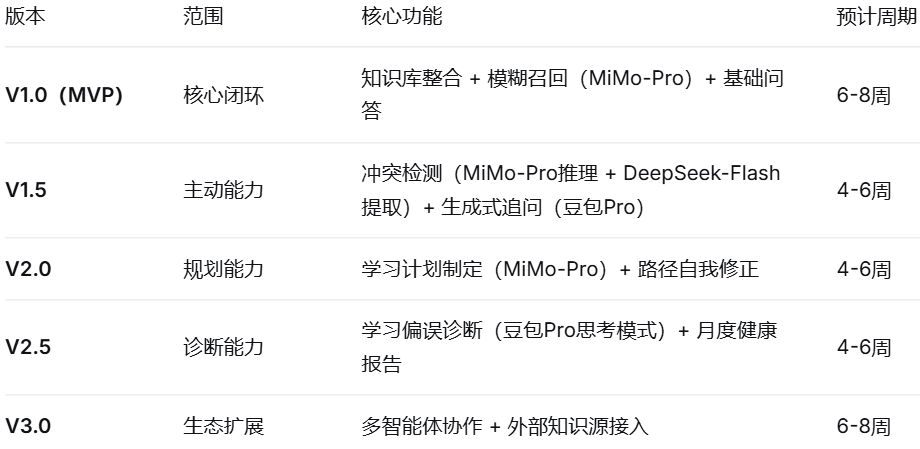 版本 范围 核心功能 预计周期
V1.0（MVP） 核心闭环 知识库整合 + 模糊召回（MiMo-Pro）+ 基础问
答 6-8周
V1.5 主动能力 冲突检测（MiMo-Pro推理 + DeepSeek-Flash
提取）+ 生成式追问（豆包Pro） 4-6周
V2.0 规划能力 学习计划制定（MiMo-Pro）+ 路径自我修正 4-6周
V2.5 诊断能力 学习偏误诊断（豆包Pro思考模式）+ 月度健康
报告 4-6周
V3.0 生态扩展 多智能体协作 + 外部知识源接入 6-8周